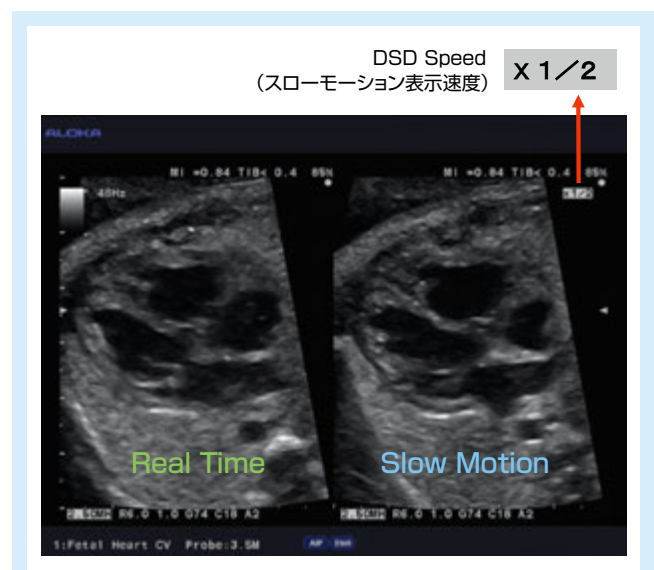 DSD Speed
(スローモーション表示速度)
x 1/2
ALOKA
MI =0.84 TIB< 0.4 85%
MI =0.84 TIB< 0.4 85%
48Hz
x1/2
Real Time
Slow Motion
R6.0 1.0 G74 C18 A2
R6.0 1.0 G74 C18 A2
1:Fetal Heart CV Probe:3.5M